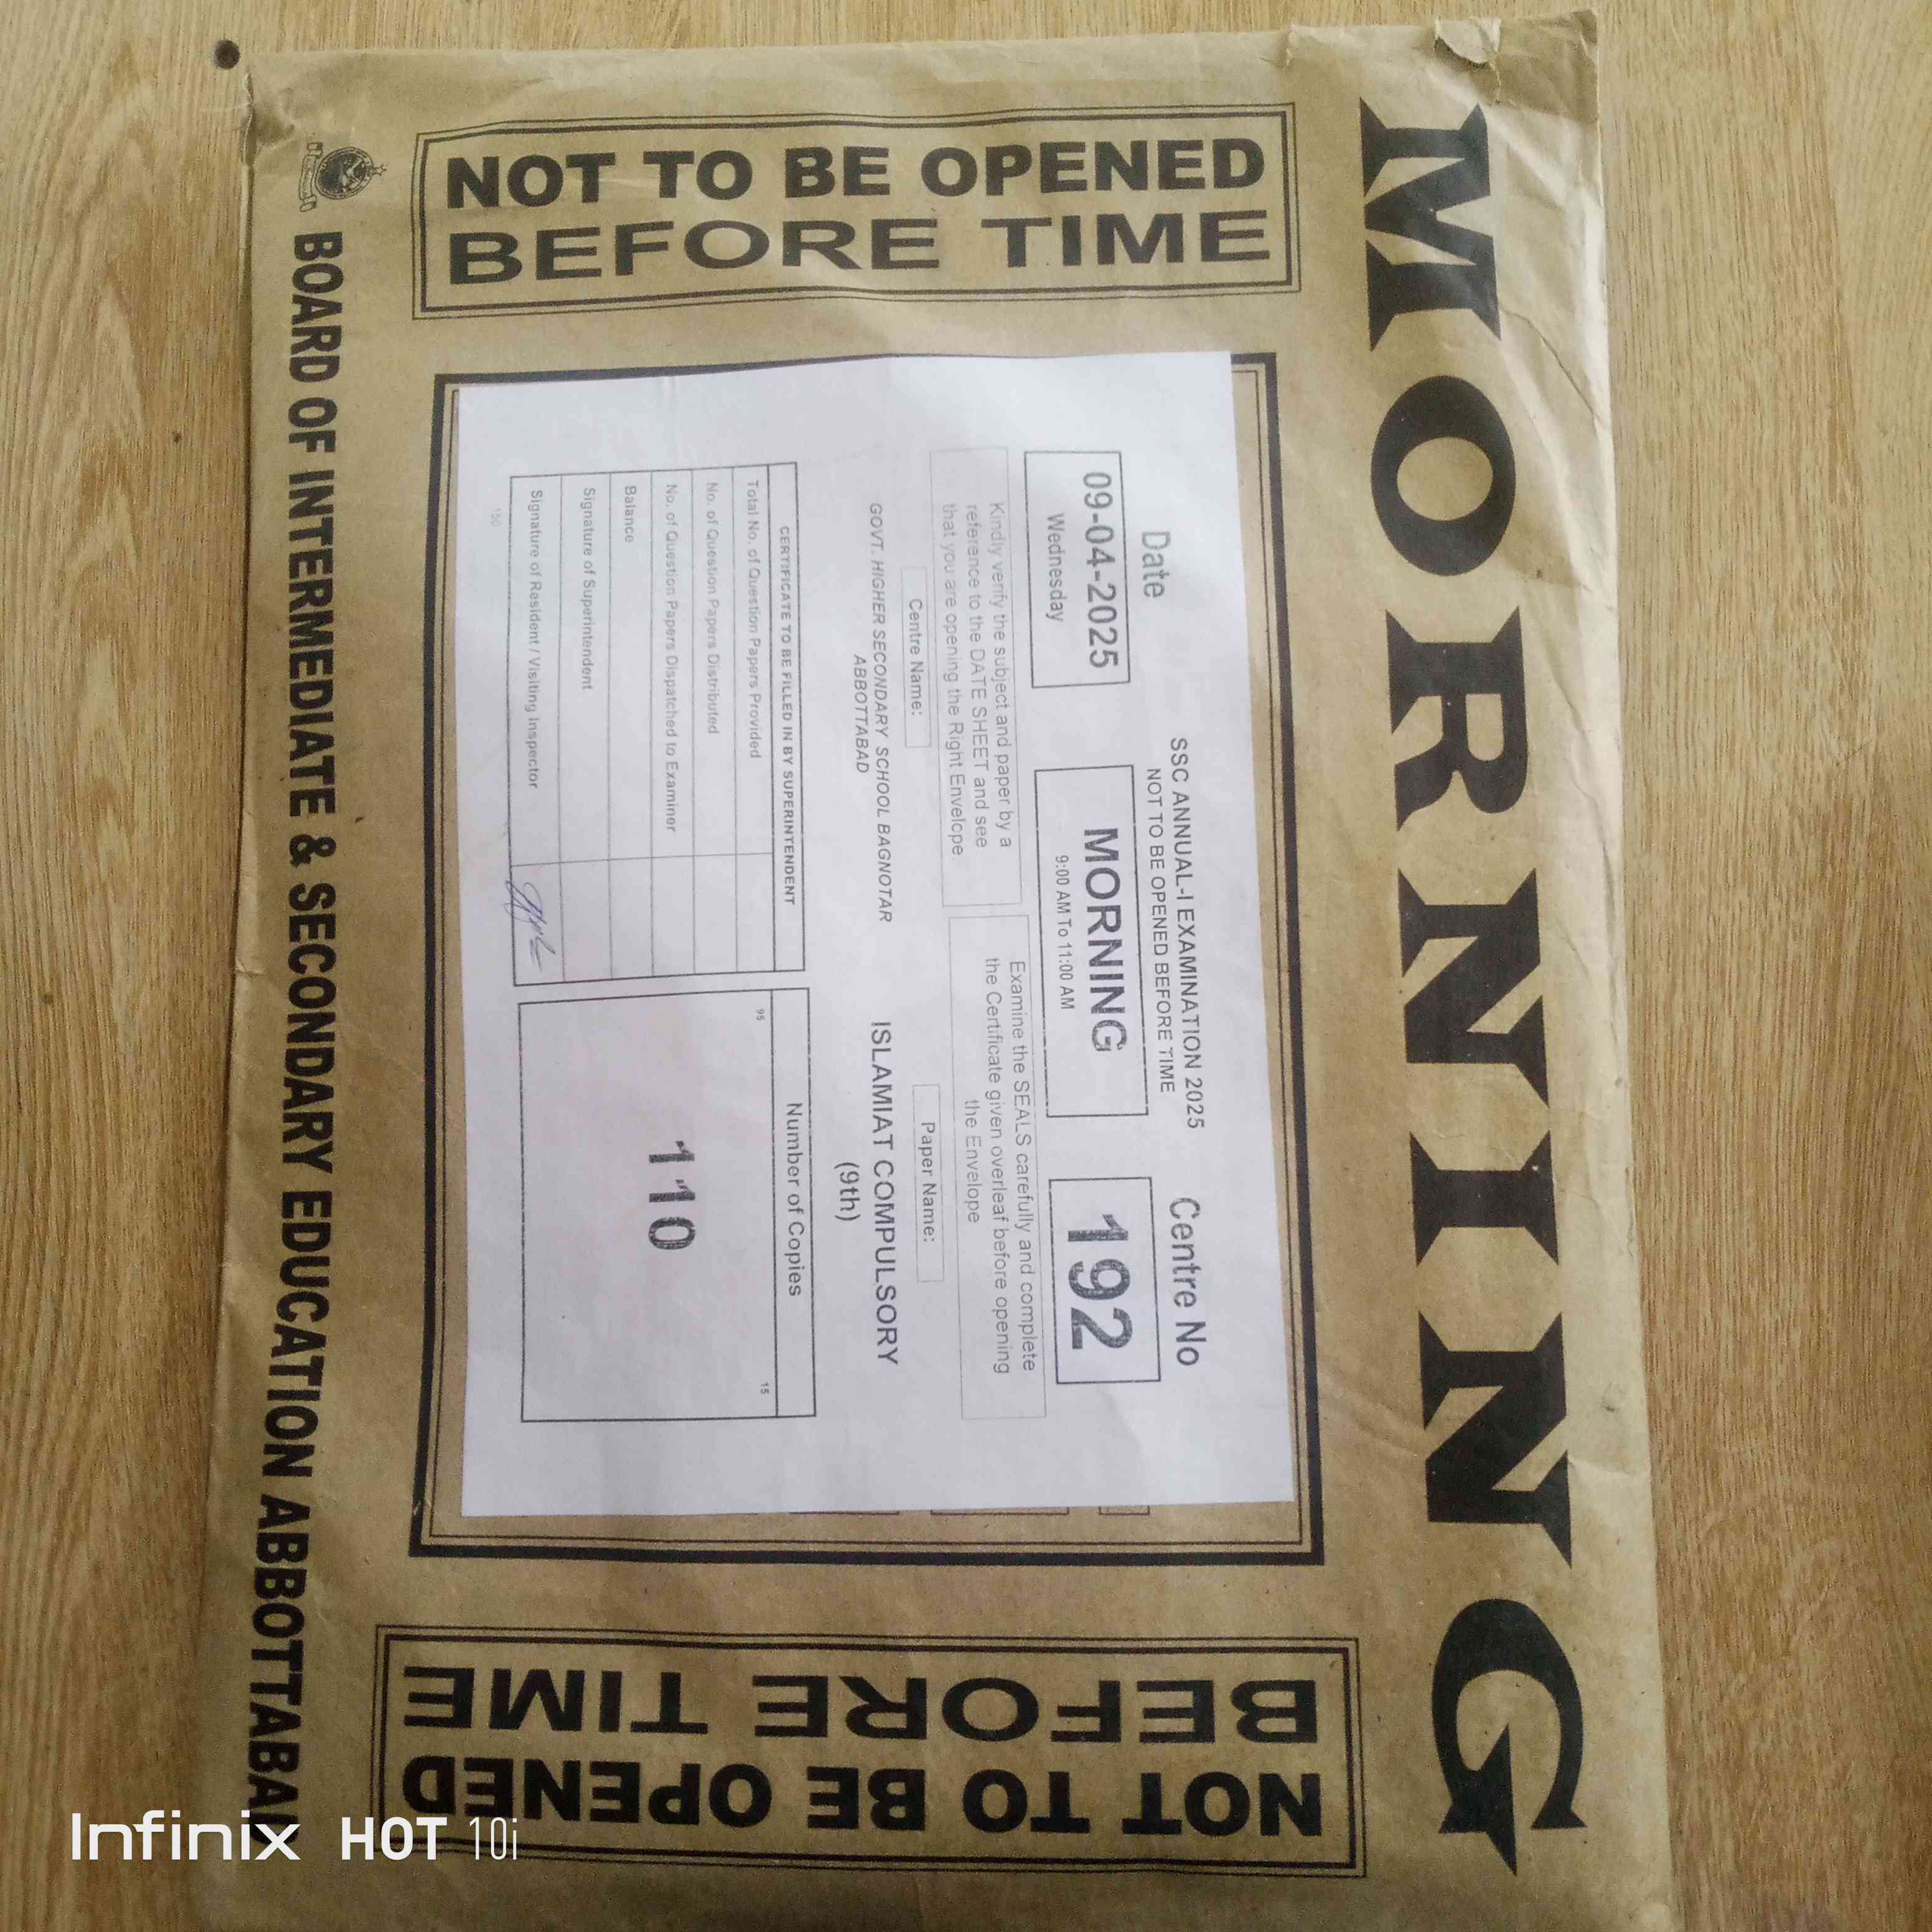 MORNING
NOT TO BE OPENED
BEFORE TIME
SSC ANNUAL-I EXAMINATION 2025
NOT TO BE OPENED BEFORE TIME
Date
09-04-2025
Wednesday
MORNING
9:00 AM To 11:00 AM
Centre No
192
Kindly verify the subject and paper by a
reference to the DATE SHEET and see
that you are opening the Right Envelope
Examine the SEALS carefully and complete
the Certificate given overleaf before opening
the Envelope
Centre Name:
GOVT. HIGHER SECONDARY SCHOOL BAGNOTAR
ABBOTTABAD
Paper Name:
ISLAMIAT COMPULSORY
(9th)
CERTIFICATE TO BE FILLED IN BY SUPERINTENDENT
Total No. of Question Papers Provided
No. of Question Papers Distributed
No. of Question Papers Dispatched to Examiner
Balance
Signature of Superintendent
Signature of Resident / Visiting Inspector
150
Number of Copies
95
15
110
NOT TO BE OPENED
BEFORE TIME
BOARD OF INTERMEDIATE & SECONDARY EDUCATION ABBOTTABAD
Infinix HOT 10i